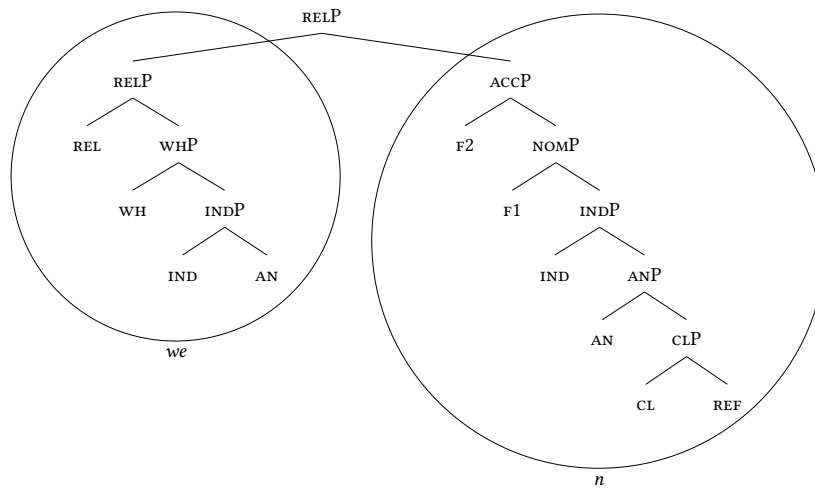 RELP
RELP ACCP
REL WHP F2 NOMP
WH INDP F1 INDP
IND AN IND ANP
we AN CLP
CL REF
n